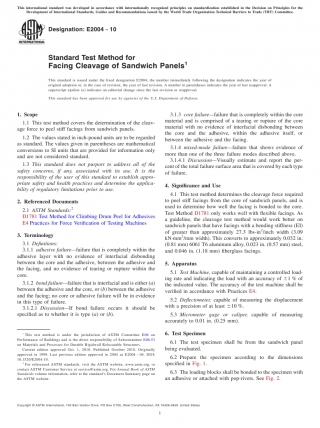 This international standard was developed in accordance with internationally recognized principles on standardization established in the Decision on Principles for the
Development of International Standards, Guides and Recommendations issued by the World Trade Organization Technical Barriers to Trade (TBT) Committee.
Designation: E2004 − 10
INTERNATIONAL
Standard Test Method for
Facing Cleavage of Sandwich Panels1
This standard is issued under the fixed designation E2004; the number immediately following the designation indicates the year of
original adoption or, in the case of revision, the year of last revision. A number in parentheses indicates the year of last reapproval. A
superscript epsilon (ε) indicates an editorial change since the last revision or reapproval.
This standard has been approved for use by agencies of the U.S. Department of Defense.
1. Scope
1.1 This test method covers the determination of the cleav-
age force to peel stiff facings from sandwich panels.
1.2 The values stated in inch-pound units are to be regarded
as standard. The values given in parentheses are mathematical
conversions to SI units that are provided for information only
and are not considered standard.
1.3 This standard does not purport to address all of the
safety concerns, if any, associated with its use. It is the
responsibility of the user of this standard to establish appro-
priate safety and health practices and determine the applica-
bility of regulatory limitations prior to use.
2. Referenced Documents
2.1 ASTM Standards:2
D1781 Test Method for Climbing Drum Peel for Adhesives
E4 Practices for Force Verification of Testing Machines
3. Terminology
3.1 Definitions:
3.1.1 adhesive failure—failure that is completely within the
adhesive layer with no evidence of interfacial disbonding
between the core and the adhesive, between the adhesive and
the facing, and no evidence of tearing or rupture within the
core.
3.1.2 bond failure—failure that is interfacial and is either (a)
between the adhesive and the core, or (b) between the adhesive
and the facing; no core or adhesive failure will be in evidence
in this type of failure.
3.1.2.1 Discussion—If bond failure occurs it should be
specified as to whether it is type (a) or (b).
1 This test method is under the jurisdiction of ASTM Committee E06 on
Performance of Buildings and is the direct responsibility of Subcommittee E06.53
on Materials and Processes for Durable Rigidwall Relocatable Structures.
Current edition approved Oct. 1, 2010. Published October 2010. Originally
approved in 1999. Last previous edition approved in 2004 as
2 For referenced ASTM standards, visit the ASTM website, www.astm.org, or
contact ASTM Customer Service at service@astm.org. For Annual Book of ASTM
Standards volume information, refer to the standard's Document Summary page on
the ASTM website.
3.1.3 core failure—failure that is completely within the core
material and is comprised of a tearing or rupture of the core
material with no evidence of interfacial disbonding between
the core and the adhesive, within the adhesive itself, or
between the adhesive and the facing.
3.1.4 mixed-mode failure—failure that shows evidence of
more than one of the three failure modes described above.
3.1.4.1 Discussion—Visually estimate and report the per-
cent of the total failure surface area that is covered by each type
of failure.
4. Significance and Use
4.1 This test method determines the cleavage force required
to peel stiff facings from the core of sandwich panels, and is
used to determine how well the facing is bonded to the core.
Test Method D1781 only works well with flexible facings. As
a guideline, the cleavage test method would work better on
sandwich panels that have facings with a bending stiffness (EI)
of greater than approximately
This converts to approximately 0.032 in.
6061 T6 aluminum alloy, 0.023 in. (0.57 mm) steel,
and 0.046 in. (1.18 mm) fiberglass facings.
5. Apparatus
5.1 Test Machine, capable of maintaining a controlled load-
ing rate and indicating the load with an accuracy of ±1 % of
the indicated value. The accuracy of the test machine shall be
verified in accordance with Practices E4.
5.2 Deflectometer, capable of measuring the displacement
with a precision of at least
5.3 Micrometer gage or caliper, capable of measuring
accurately to 0.01 in. (0.25 mm).
6. Test Specimen
6.1 The test specimen shall be from the sandwich panel
being evaluated.
6.2 Prepare the specimen to the dimensions
specified in Fig. 1.
6.3 The loading blocks shall be bonded to the specimen with
an adhesive or attached with pop rivets. See Fig. 2.
Copyright © ASTM International, 100 Barr Harbor Drive, PO Box C700, West Conshohocken, PA 19428-2959. United States
1